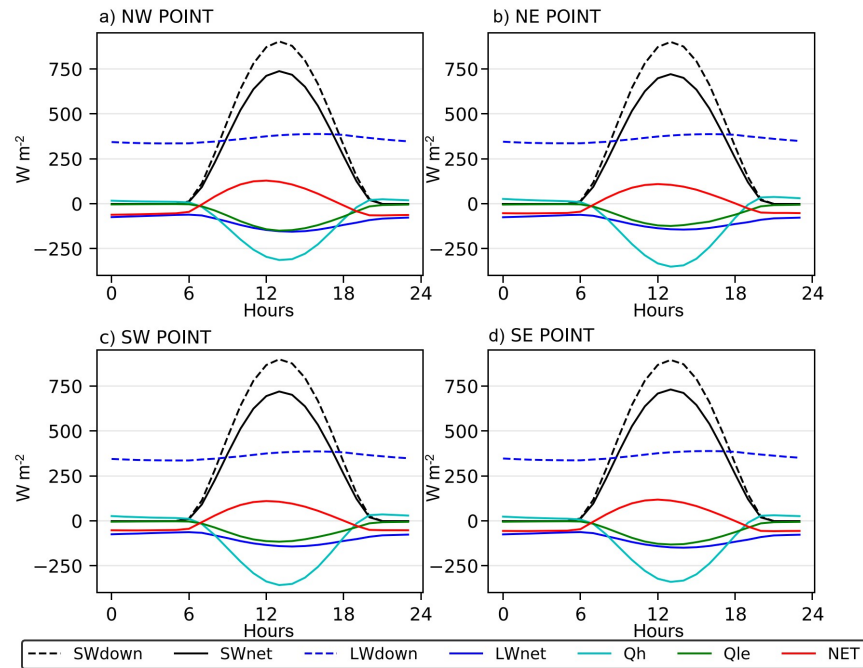 a) NW POINT
b) NE POINT
750
500
250
0
−250
W m-2
0 6 12 18 24
Hours
750
500
250
0
−250
W m-2
0 6 12 18 24
Hours
c) SW POINT
d) SE POINT
750
500
250
0
−250
W m-2
0 6 12 18 24
Hours
750
500
250
0
−250
W m-2
0 6 12 18 24
Hours
SWdown SWnet LWdown LWnet Qh Qle NET